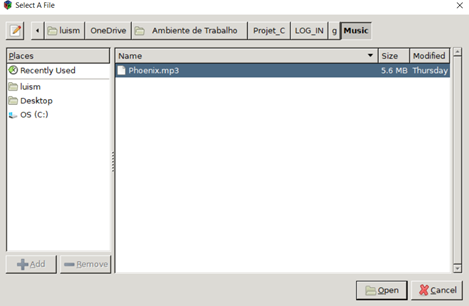 Select A File
luism OneDrive Ambiente de Trabalho Projet_C LOG_IN g Music
Places
Recently Used
luism
Desktop
OS (C:)
Name Size Modified
Phoenix.mp3 5.6 MB Thursday
Add Remove
Open Cancel